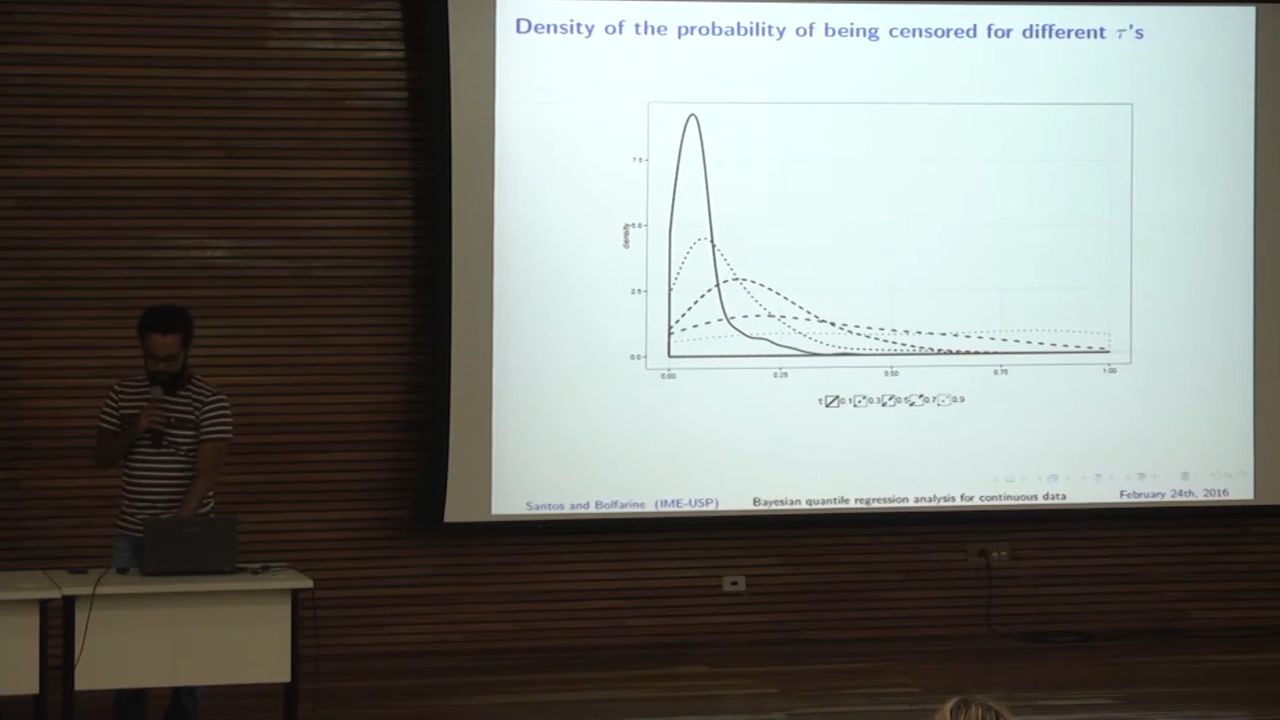 Density of the probability of being censored for different τ's
7.5
5.0
density
2.5
0.0
0.00 0.25 0.50 0.75 1.00
τ 0.1 0.3 0.5 0.7 0.9
Santos and Bolfarine (IME-USP) Bayesian quantile regression analysis for continuous data February 24th, 2016